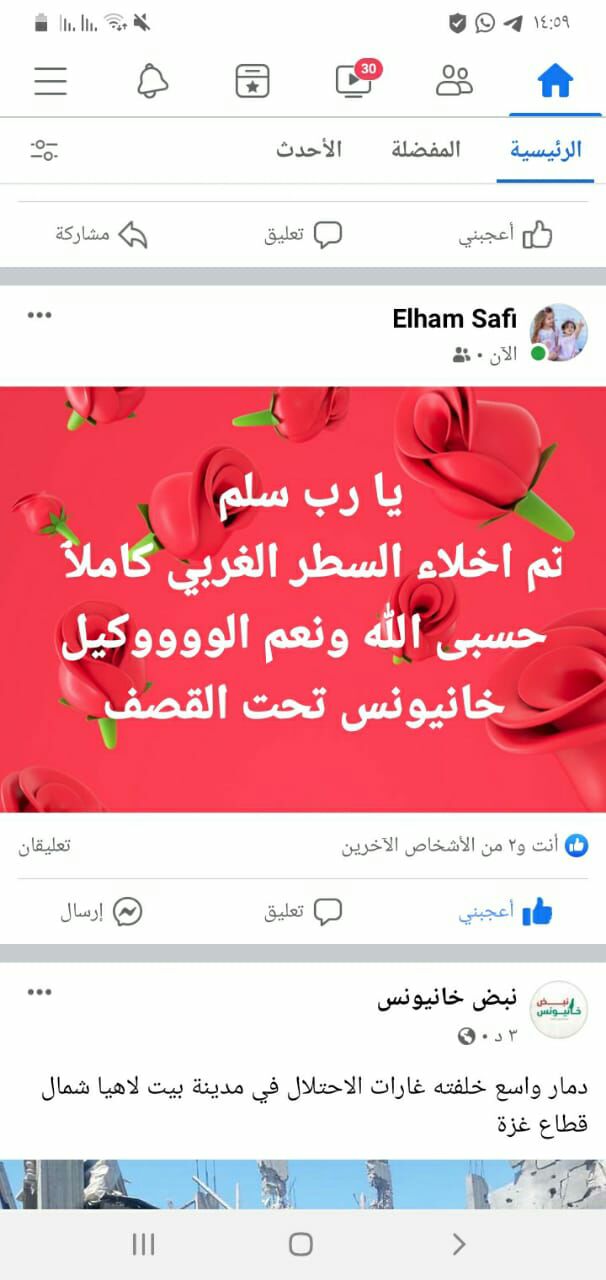 ١٤:٥٩
30
الرئيسية
المفضلة
الأحدث
أعجبني
تعليق
مشاركة
Elham Safi
الآن
يا رب سلم
تم اخلاء السطر الغربي كاملاً
حسبى الله ونعم الووووكيل
خانيونس تحت القصف
أنت و٢ من الأشخاص الآخرين
تعليقان
أعجبني
تعليق
إرسال
نبض خانيونس
نبض
خانيونس
٣ د
دمار واسع خلفته غارات الاحتلال في مدينة بيت لاهيا شمال
قطاع غزة